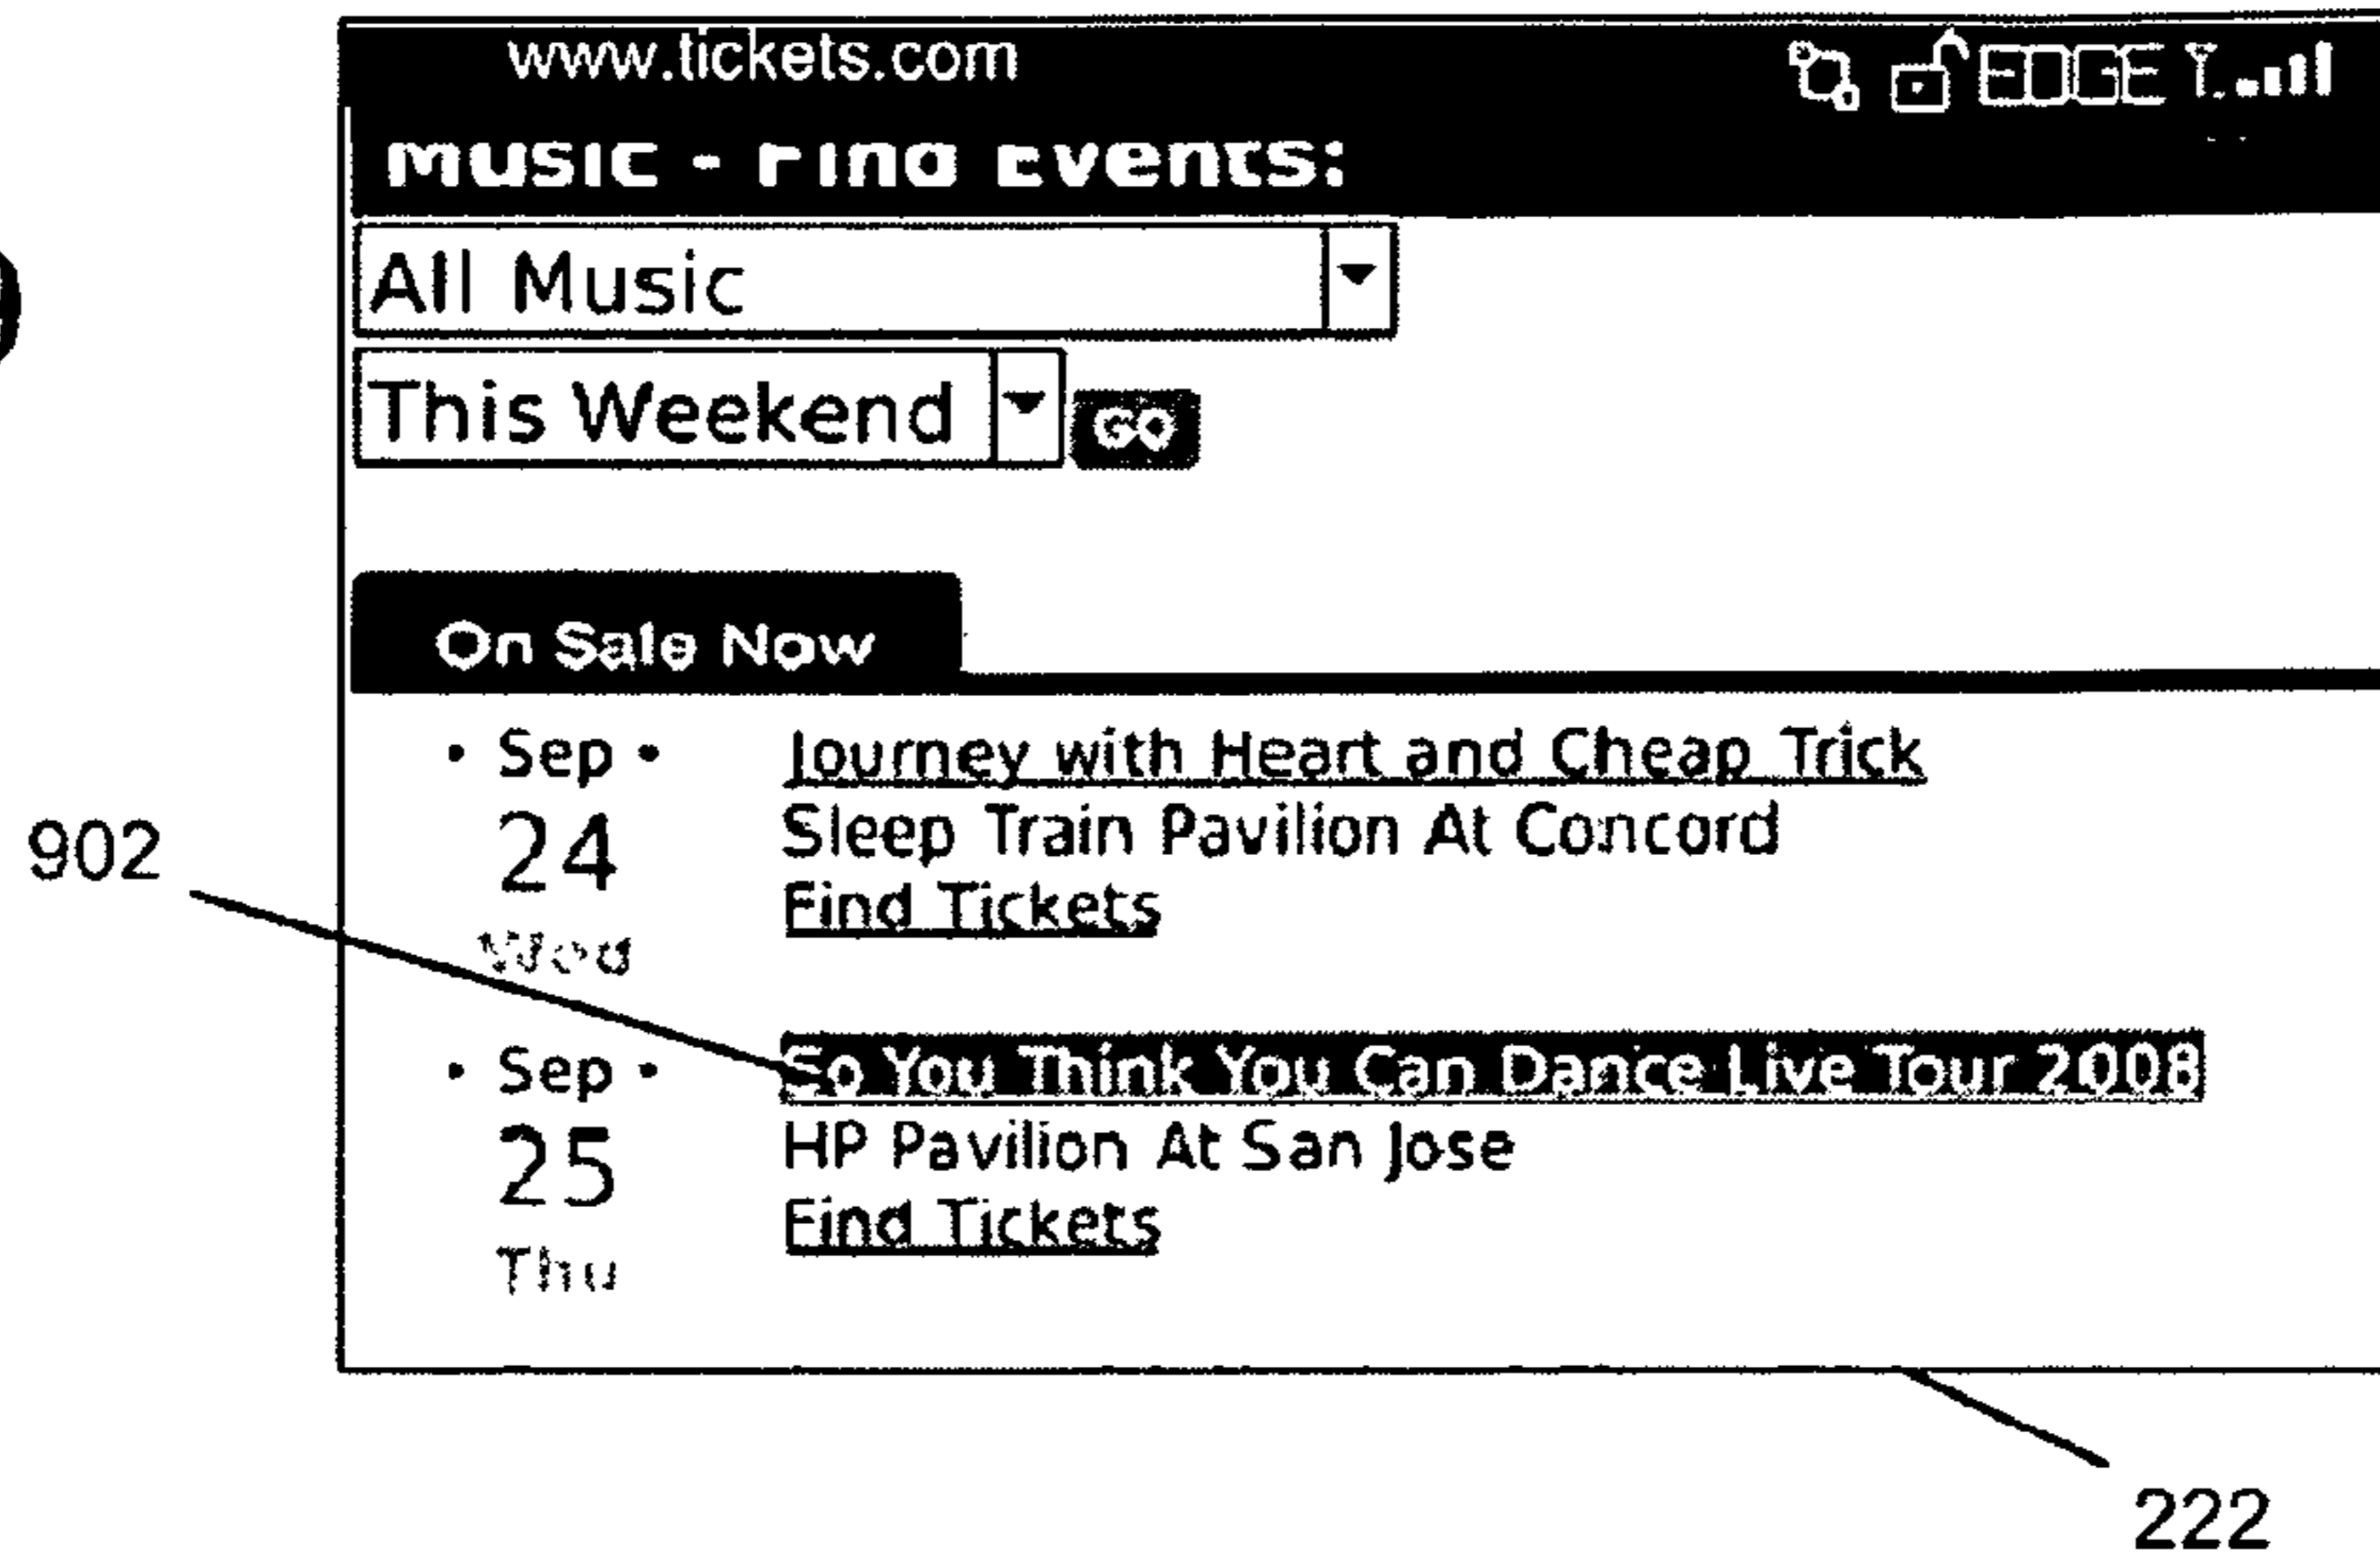 www.tickets.com EDGE
Music - Find Events:
All Music
This Weekend GO
On Sale Now
• Sep • Journey with Heart and Cheap Trick
24 Sleep Train Pavilion At Concord
Find Tickets
Wed
902
• Sep • So You Think You Can Dance Live Tour 2008
25 HP Pavilion At San Jose
Find Tickets
Thu
222